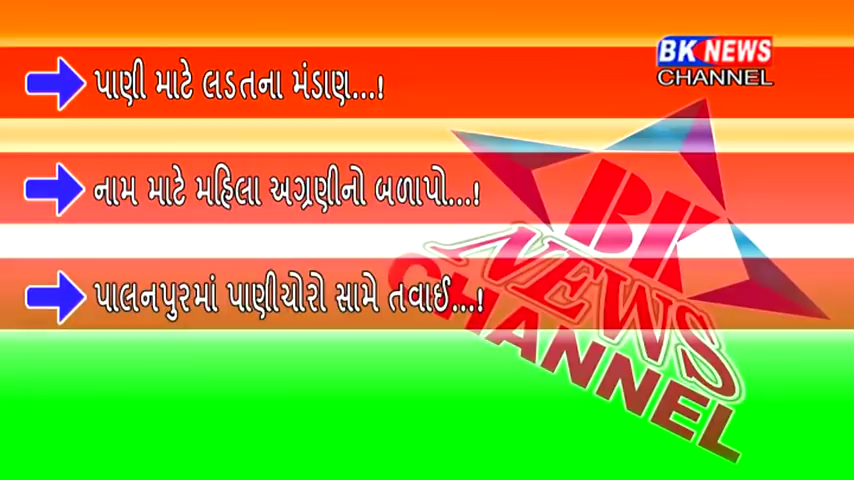 BK NEWS
CHANNEL
પાણી માટે લડતના મંડાણ...!
નામ માટે મહિલા અગ્રણીનો બળાપો...!
પાલનપુરમાં પાણીચોરો સામે તવાઈ...!
BK
NEWS
CHANNEL